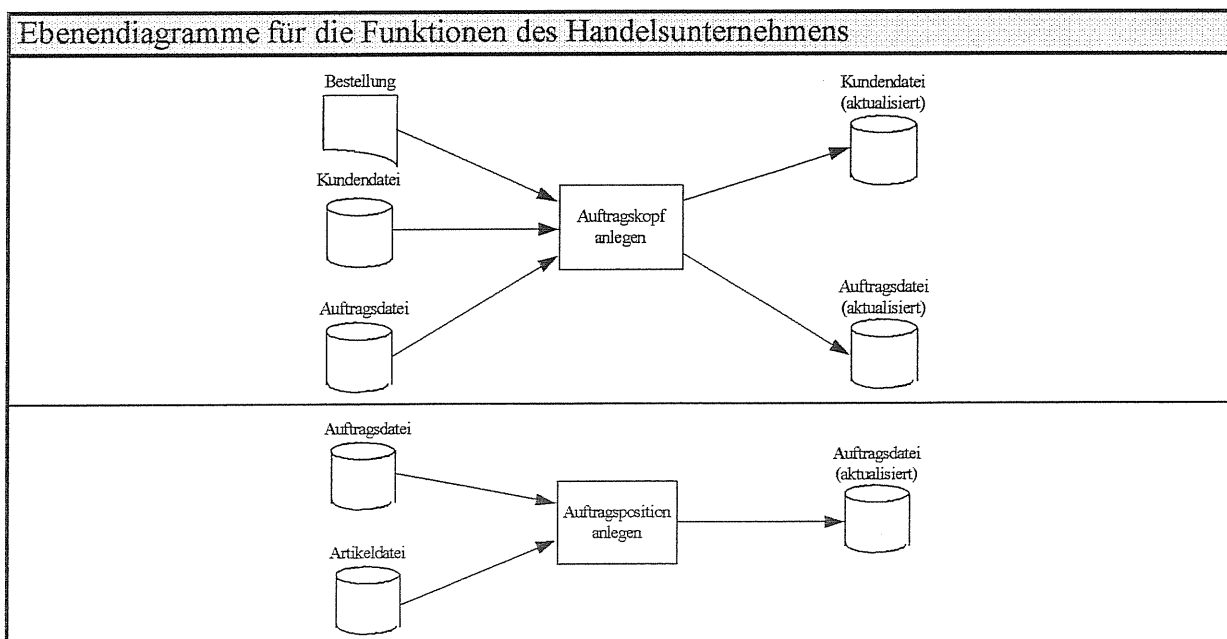 Ebenendiagramme für die Funktionen des Handelsunternehmens
Bestellung
Kundendatei
(aktualisiert)
Kundendatei
Auftragskopf
anlegen
Auftragsdatei
(aktualisiert)
Auftragsdatei
Auftragsdatei
Auftragsdatei
(aktualisiert)
Auftragsposition
anlegen
Artikeldatei